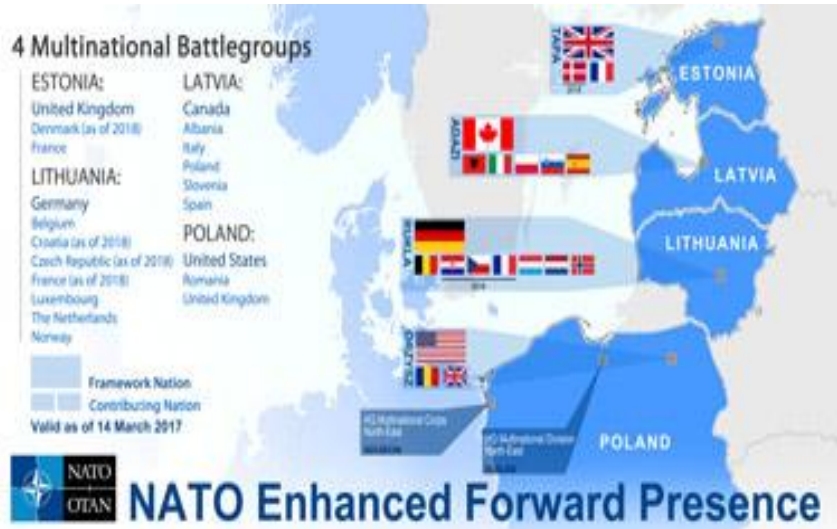 4 Multinational Battlegroups
ESTONIA:
United Kingdom
Denmark (as of 2018)
France
LITHUANIA:
Germany
Belgium
Croatia (as of 2018)
Czech Republic (as of 2018)
France (as of 2018)
Luxembourg
The Netherlands
Norway
LATVIA:
Canada
Albania
Italy
Poland
Slovenia
Spain
POLAND:
United States
Romania
United Kingdom
Framework Nation
Contributing Nation
Valid as of 14 March 2017
TAPA
ESTONIA
ADAZI
LATVIA
RUKLA
LITHUANIA
ORZYSZ
HQ Multinational Corps
North-East
HQ Multinational Division
North-East
POLAND
NATO
OTAN
NATO Enhanced Forward Presence